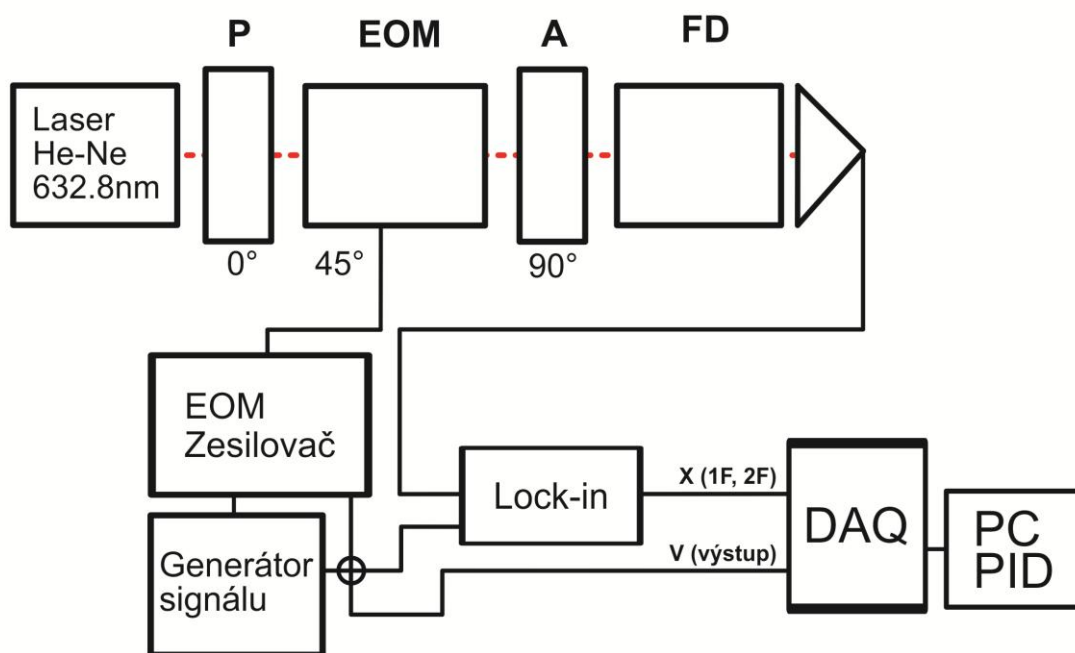 P
EOM
A
FD
Laser
He-Ne
632.8nm
0°
45°
90°
EOM
Zesilovač
Generátor
signálu
Lock-in
X (1F, 2F)
V (výstup)
DAQ
PC
PID